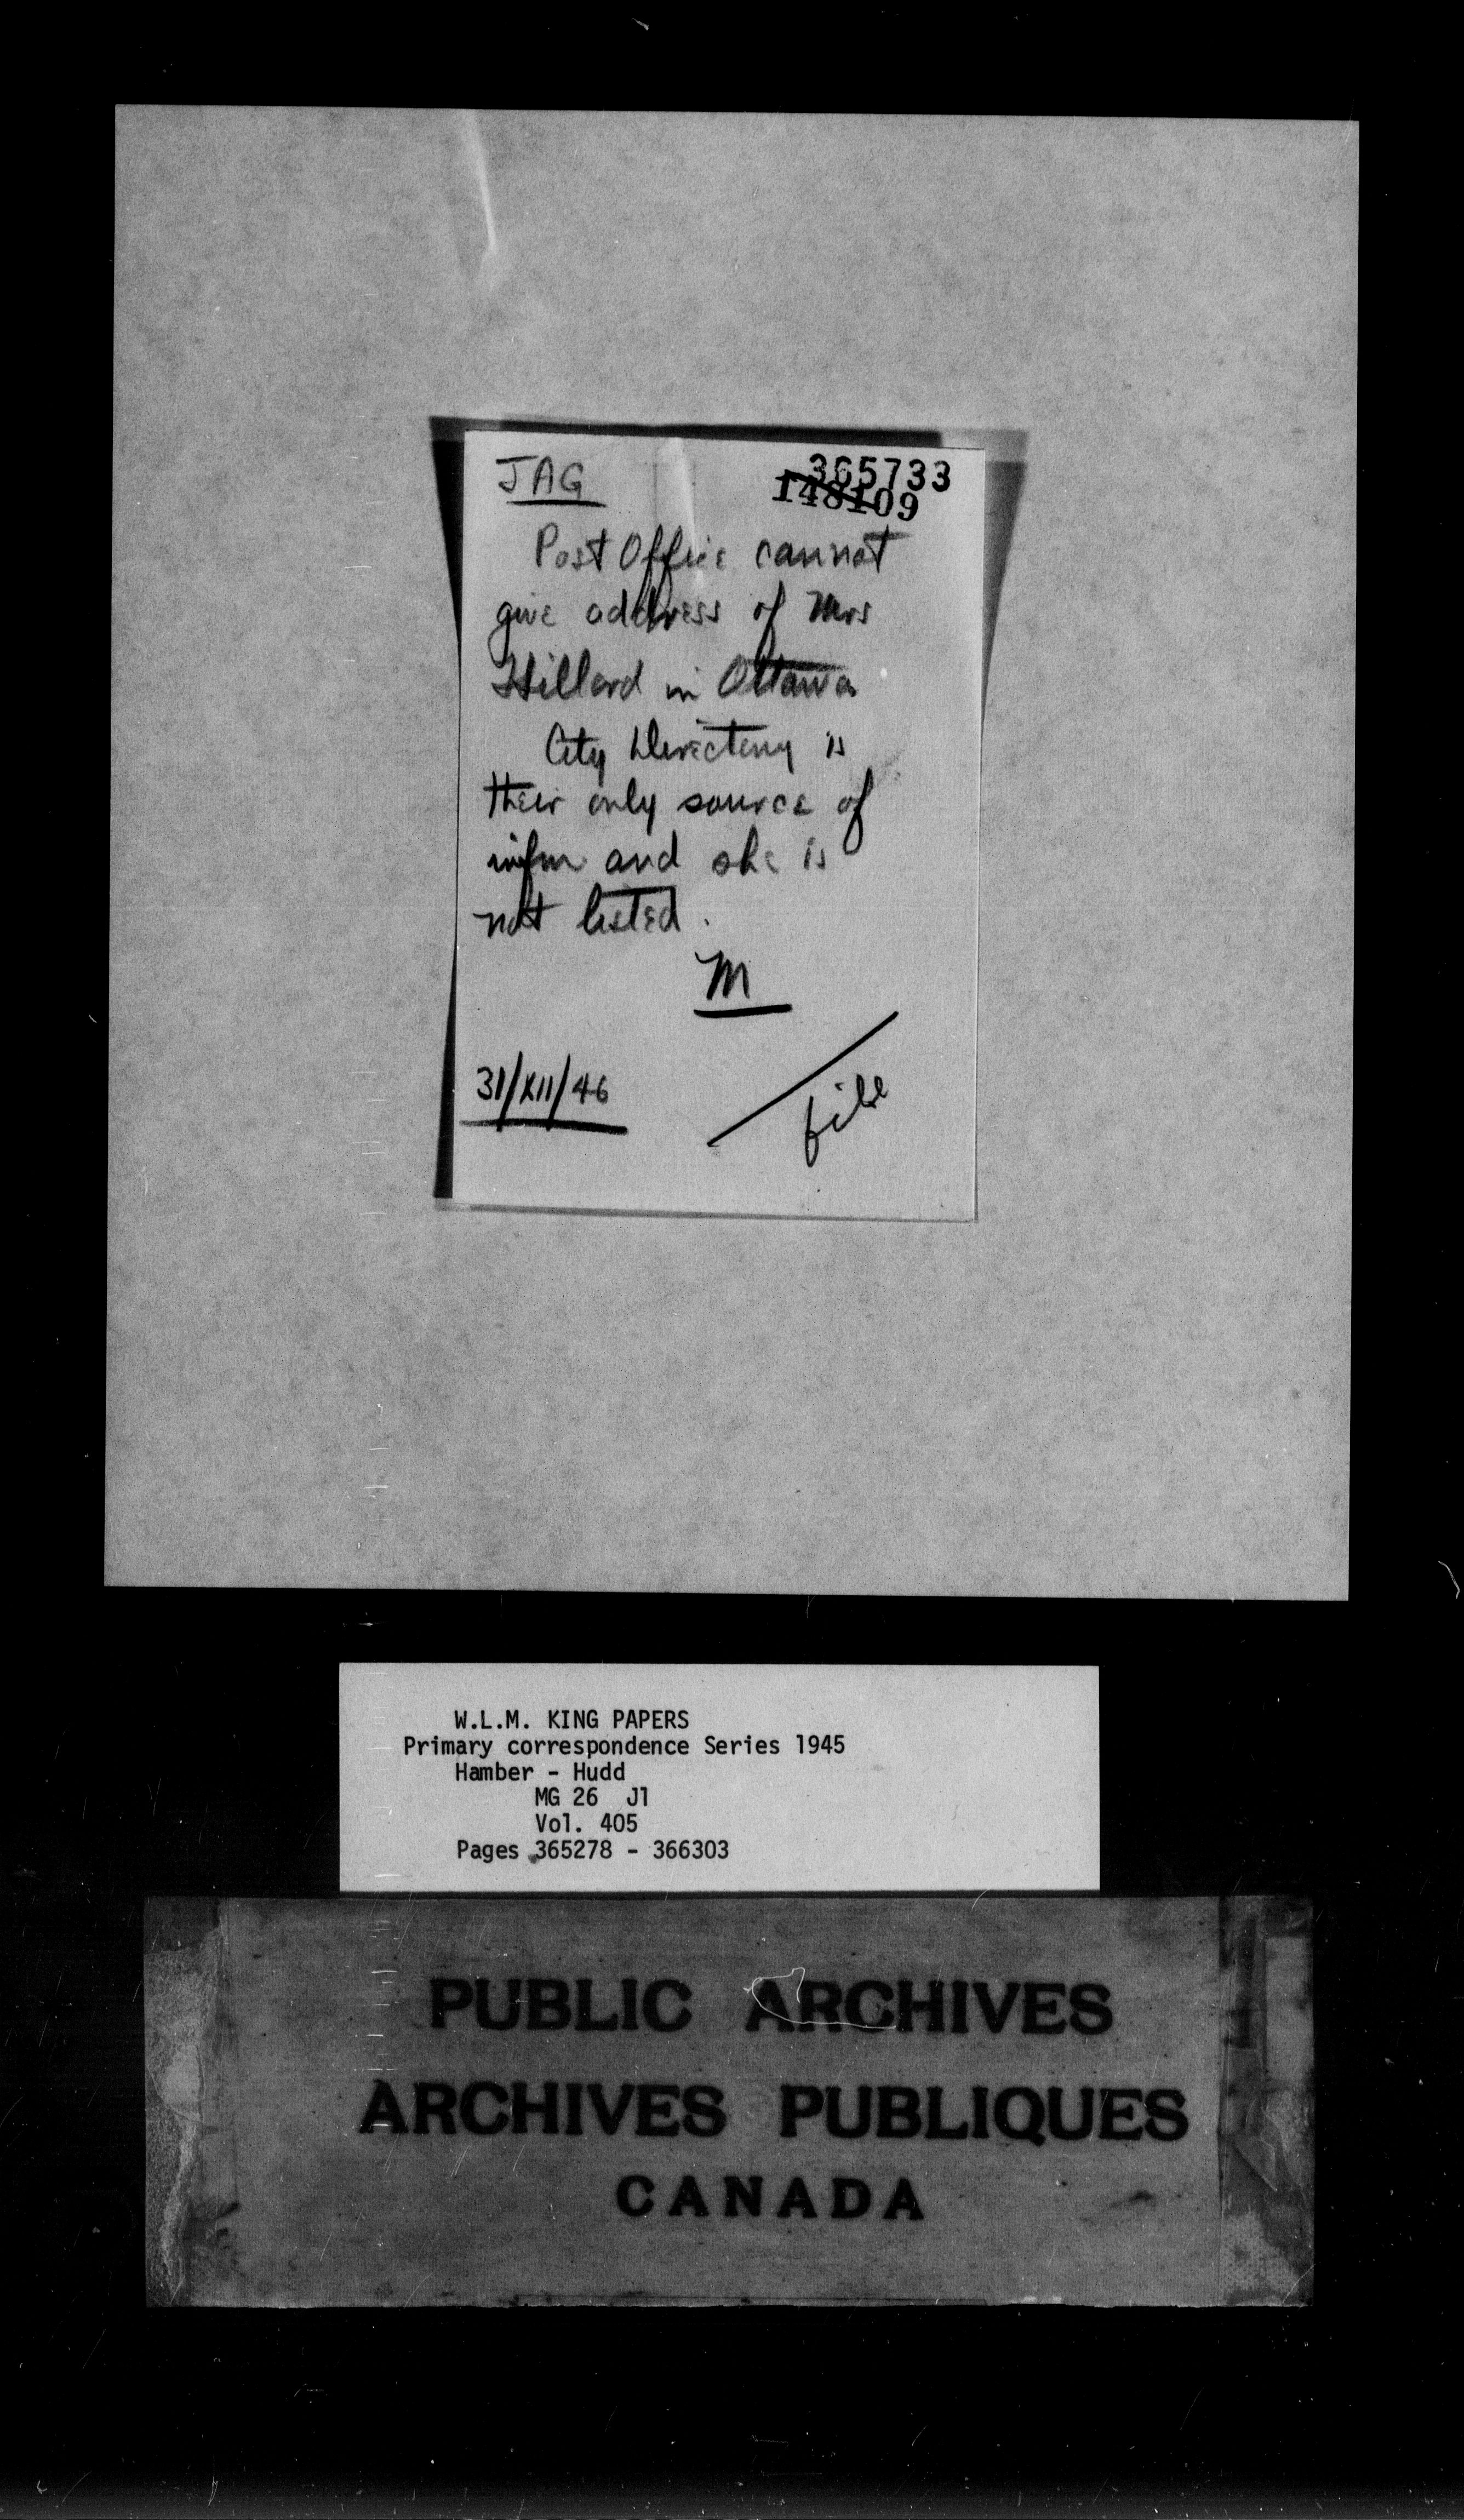 JAG
365733
148109
Post Office cannot
give address of Mrs
Hillard in Ottawa
City Directory is
their only source of
infm and she is
not listed.
M
31/XII/46
file
W.L.M. KING PAPERS
Primary correspondence Series 1945
Hamber - Hudd
MG 26 J1
Vol. 405
Pages 365278 - 366303
PUBLIC ARCHIVES
ARCHIVES PUBLIQUES
CANADA